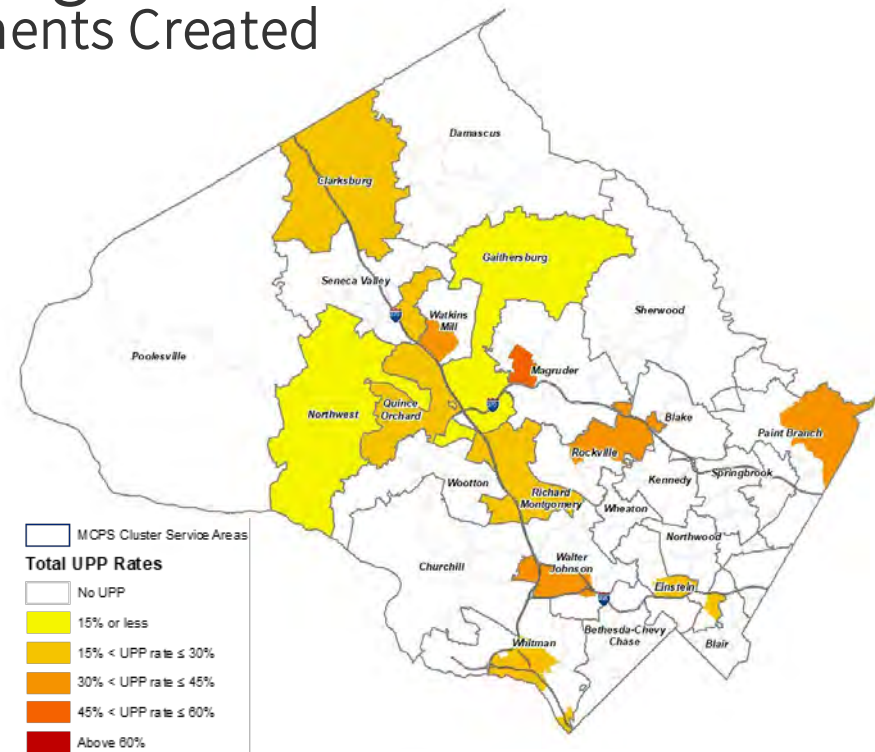 ments Created
Damascus
Clarksburg
Gaithersburg
Seneca Valley
Sherwood
Watkins
Mill
Poolesville
Magruder
Northwest
Quince
Orchard
Blake
Paint Branch
Rockville
Springbrook
Wootton
Kennedy
Richard
Montgomery
Wheaton
Northwood
Churchill
Walter
Johnson
Einstein
Whitman
Bethesda-Chevy
Chase
Blair
MCPS Cluster Service Areas
Total UPP Rates
No UPP
15% or less
15% < UPP rate ≤ 30%
30% < UPP rate ≤ 45%
45% < UPP rate ≤ 60%
Above 60%